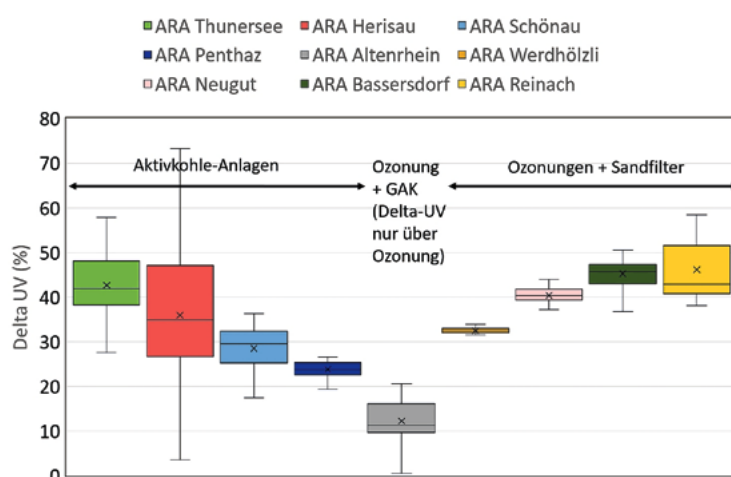 ARA Thunersee ARA Herisau ARA Schönau
ARA Penthaz ARA Altenrhein ARA Werdhölzli
ARA Neugut ARA Bassersdorf ARA Reinach
Delta UV (%)
80
70
60
50
40
30
20
10
0
Aktivkohle-Anlagen
Ozonung
+ GAK
(Delta-UV
nur über
Ozonung)
Ozonungen + Sandfilter